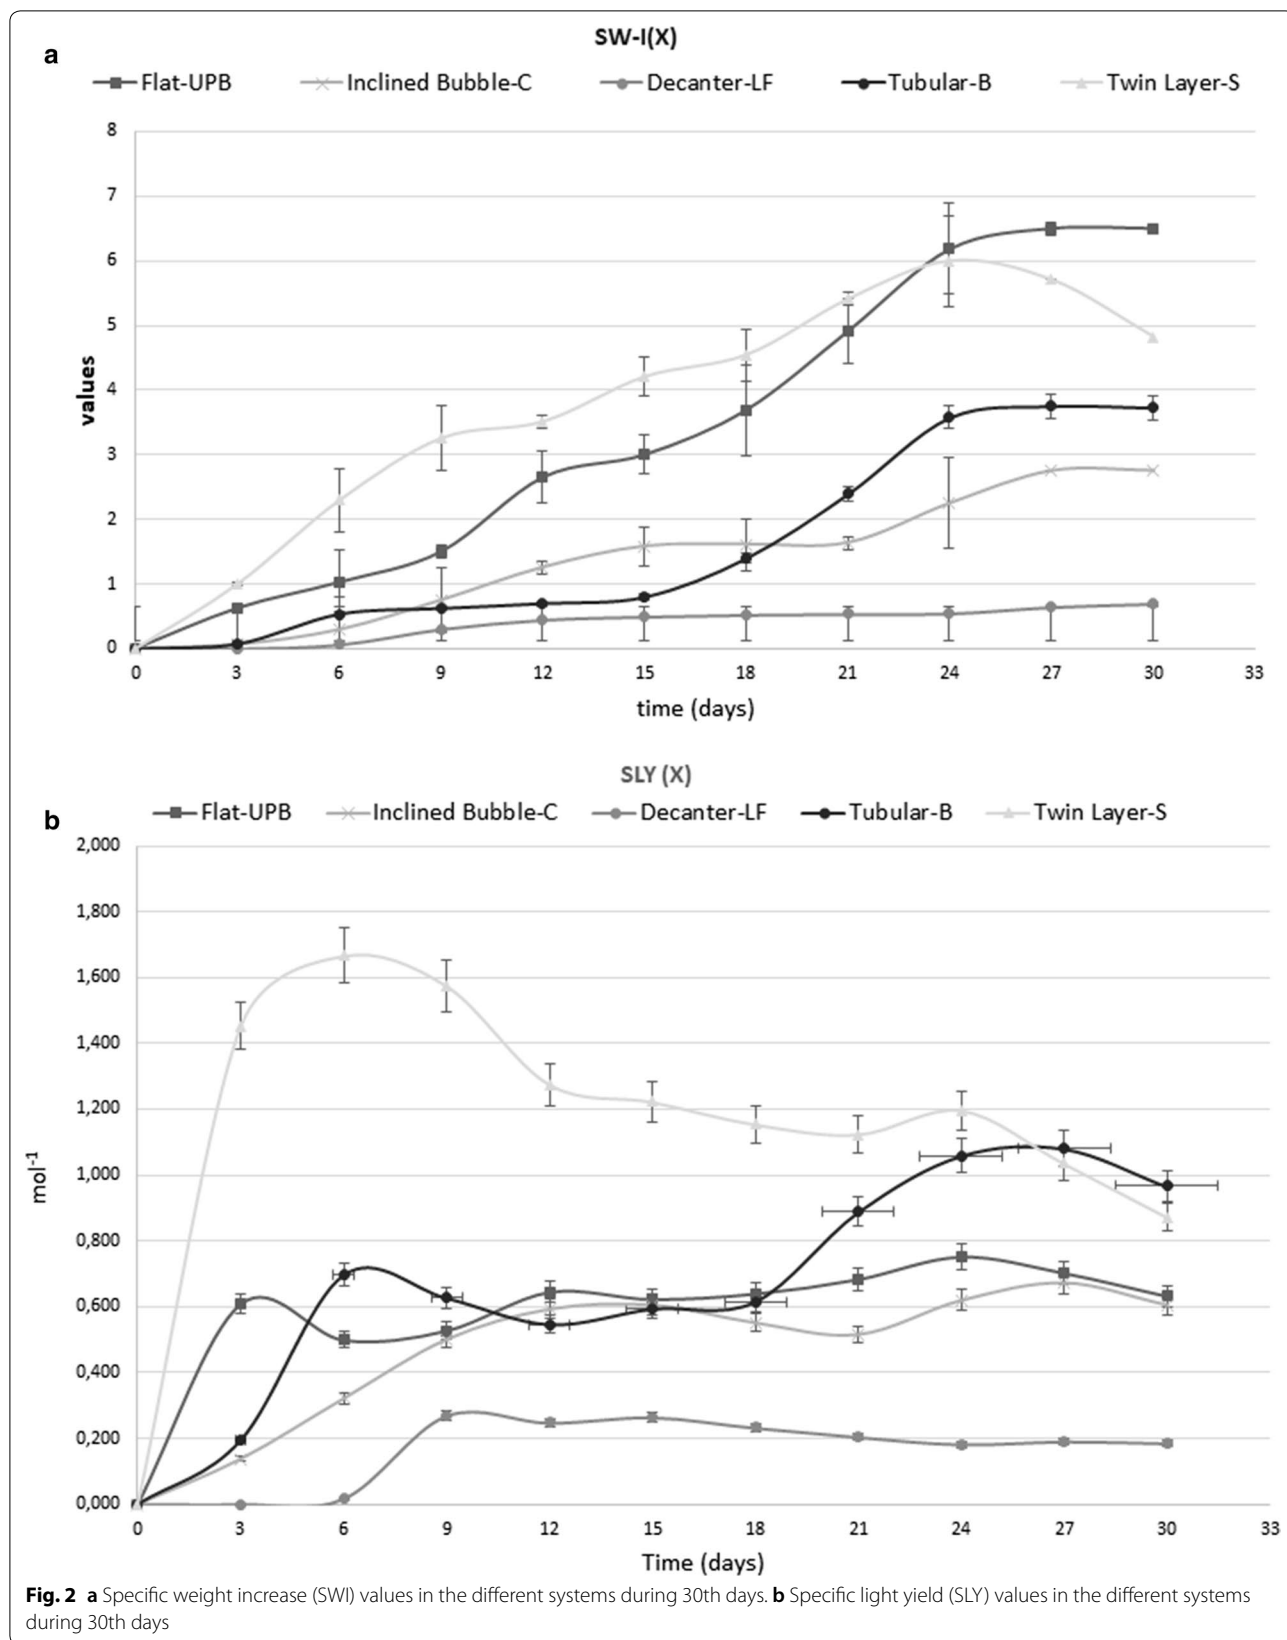 a
SW-I(X)
Flat-UPB Inclined Bubble-C Decanter-LF Tubular-B Twin Layer-S
8
7
6
5
4
3
2
1
0
values
0 3 6 9 12 15 18 21 24 27 30 33
time (days)
SLY (X)
b
Flat-UPB Inclined Bubble-C Decanter-LF Tubular-B Twin Layer-S
2,000
1,800
1,600
1,400
1,200
1,000
0,800
0,600
0,400
0,200
0,000
mol⁻¹
0 3 6 9 12 15 18 21 24 27 30 33
Time (days)
Fig. 2 a Specific weight increase (SWI) values in the different systems during 30th days. b Specific light yield (SLY) values in the different systems
during 30th days